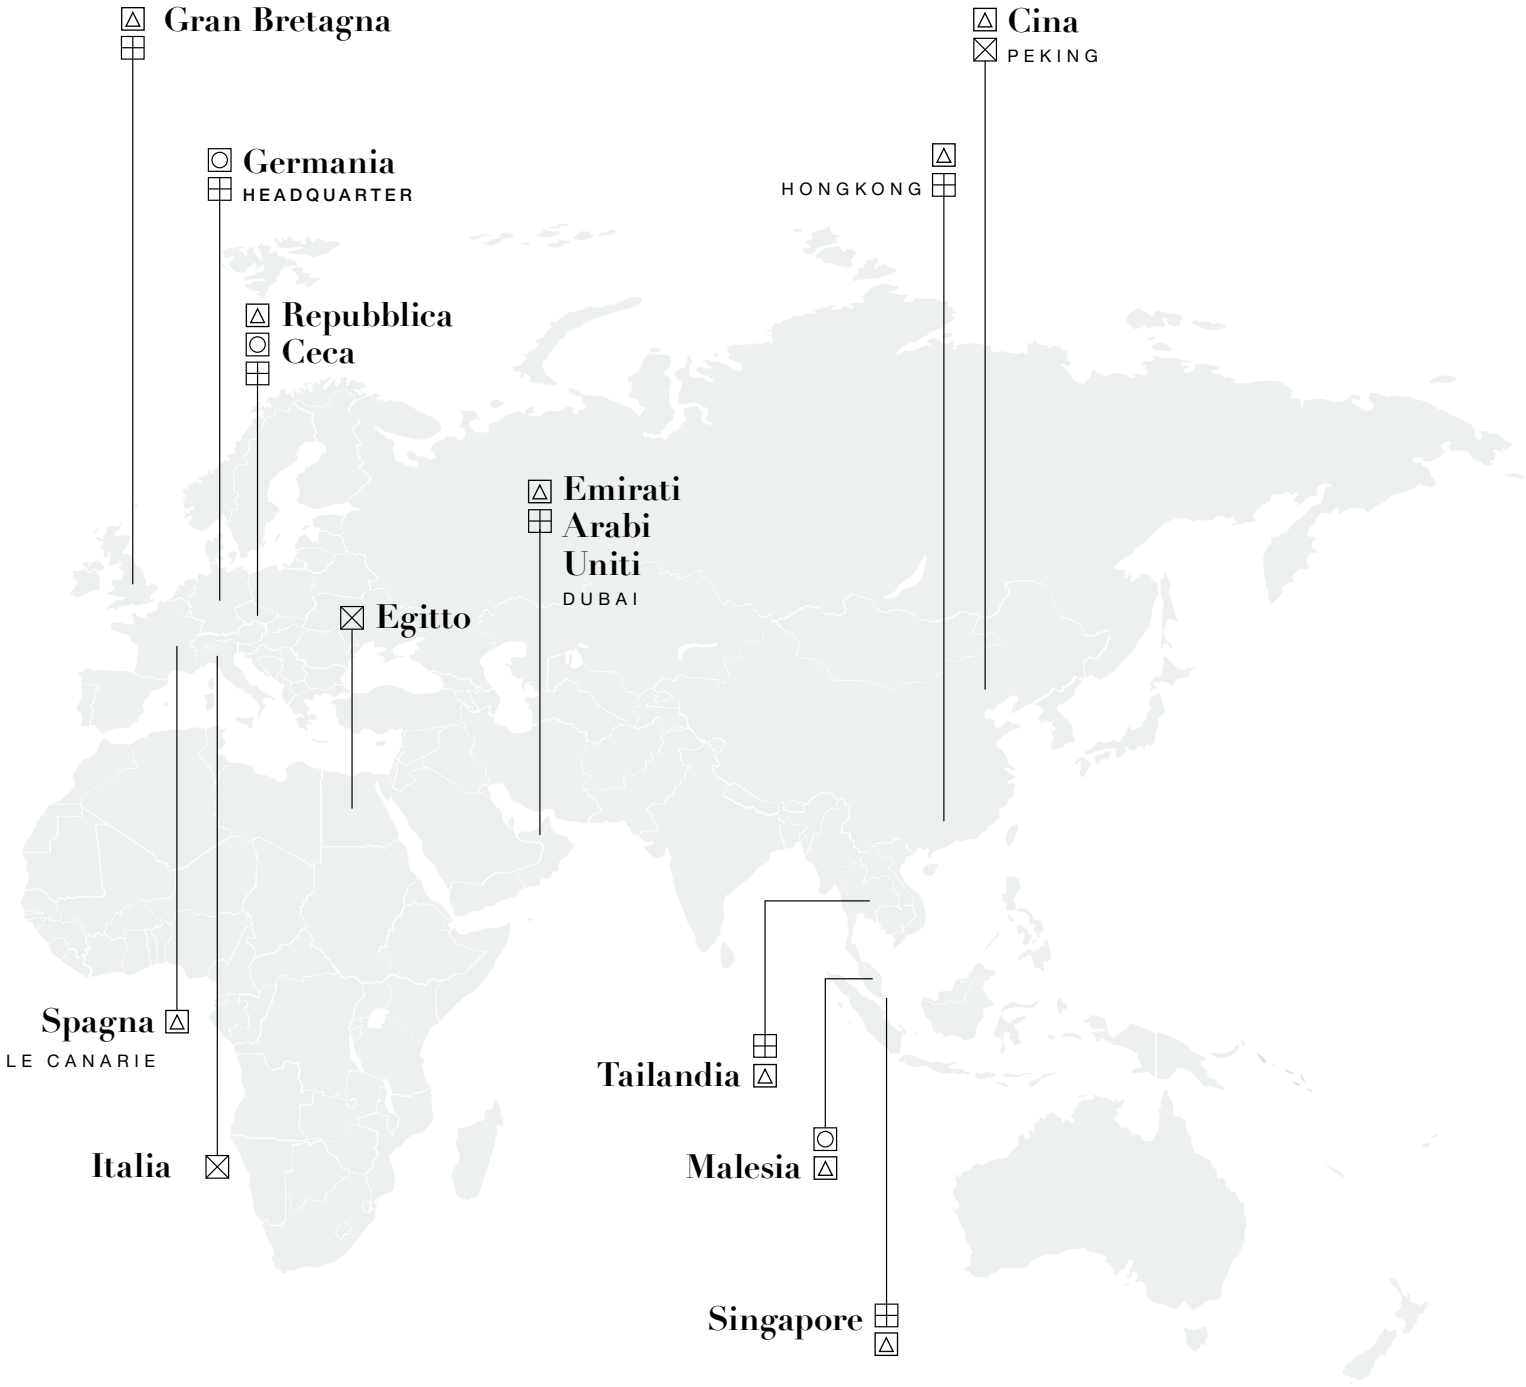 Gran Bretagna
Cina
PEKING
Germania
HEADQUARTER
HONGKONG
Repubblica
Ceca
Emirati
Arabi
Uniti
DUBAI
Egitto
Spagna
LE CANARIE
Tailandia
Italia
Malesia
Singapore